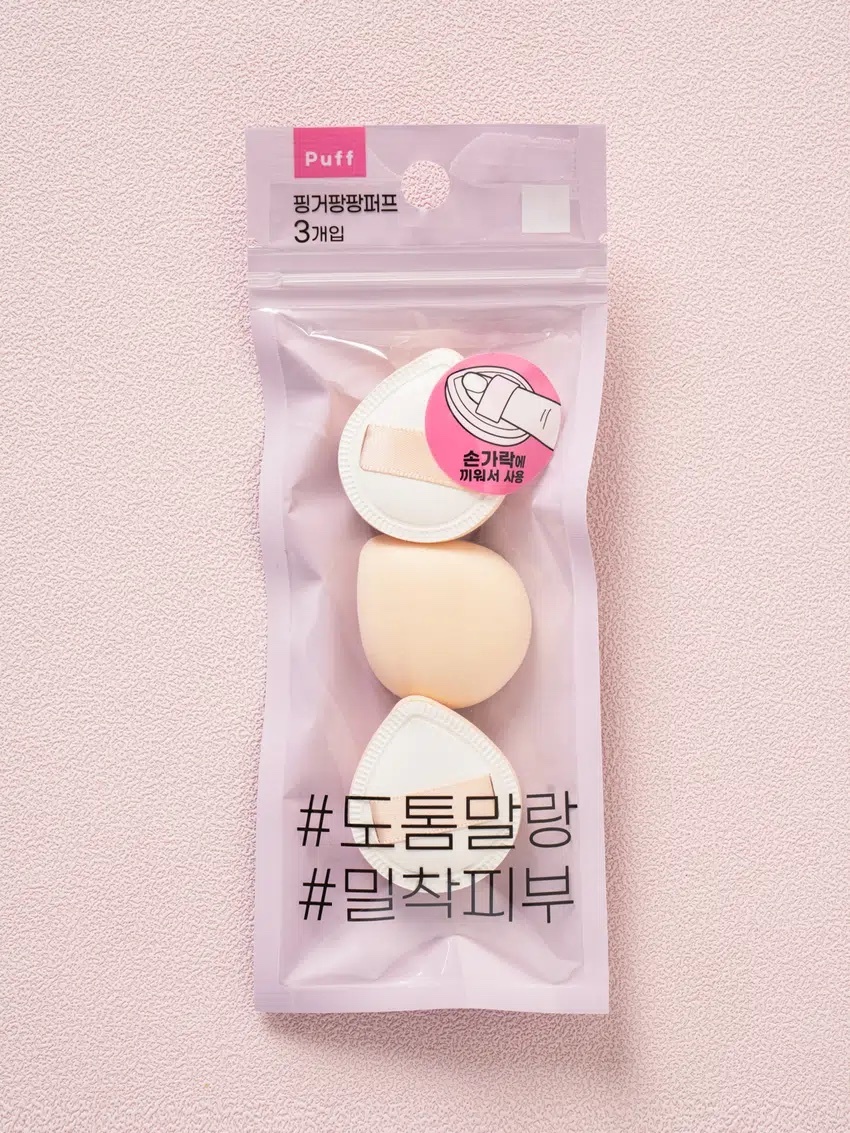 Puff
핑거팡팡퍼프
3개입
손가락에
끼워서 사용
#도톰말랑
#밀착피부